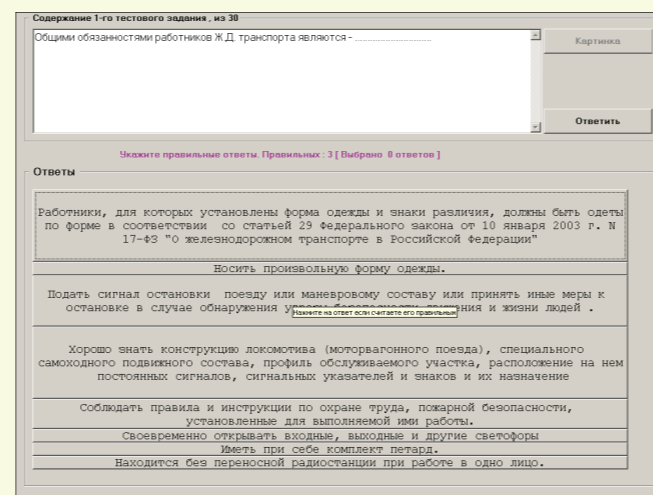 Содержание 1-го тестового задания , из 30
Общими обязанностями работников Ж.Д. транспорта являются - ................................
Картинка
Ответить
Укажите правильные ответы. Правильных : 3 [ Выбрано 0 ответов ]
Ответы
Работники, для которых установлены форма одежды и знаки различия, должны быть одеты
по форме в соответствии со статьей 29 Федерального закона от 10 января 2003 г. N
17-ФЗ "О железнодорожном транспорте в Российской Федерации"
Носить произвольную форму одежды.
Подать сигнал остановки поезду или маневровому составу или принять иные меры к
остановке в случае обнаружения и жизни людей .
Нажмите на ответ если считаете его правильным
Хорошо знать конструкцию локомотива (моторвагонного поезда), специального
самоходного подвижного состава, профиль обслуживаемого участка, расположение на нем
постоянных сигналов, сигнальных указателей и знаков и их назначение
Соблюдать правила и инструкции по охране труда, пожарной безопасности,
установленные для выполняемой ими работы.
Своевременно открывать входные, выходные и другие светофоры
Иметь при себе комплект петард.
Находится без переносной радиостанции при работе в одно лицо.